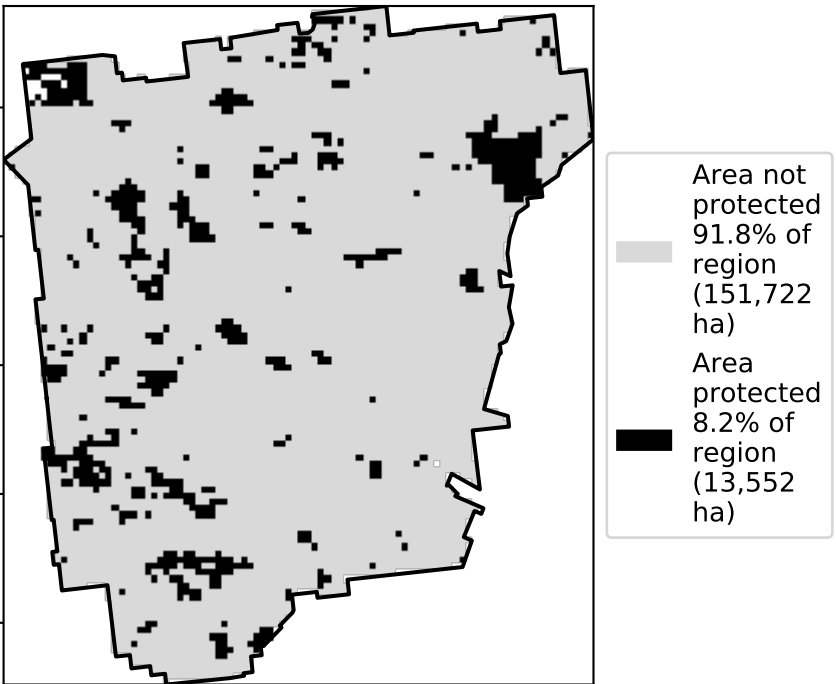 Area not
protected
91.8% of
region
(151,722
ha)
Area
protected
8.2% of
region
(13,552
ha)